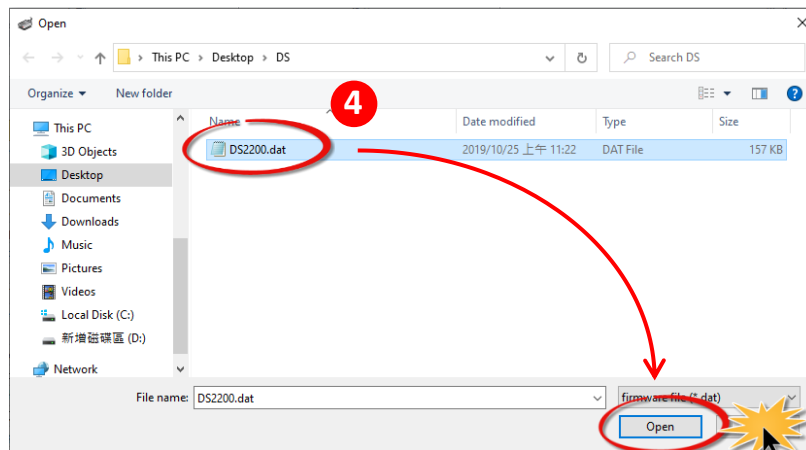 Open
This PC > Desktop > DS
Search DS
Organize
New folder
4
Name
Date modified
Type
Size
This PC
3D Objects
Desktop
Documents
Downloads
Music
Pictures
Videos
Local Disk (C:)
新增磁碟區 (D:)
Network
DS2200.dat
2019/10/25 上午 11:22
DAT File
157 KB
File name:
DS2200.dat
firmware file (*.dat)
Open